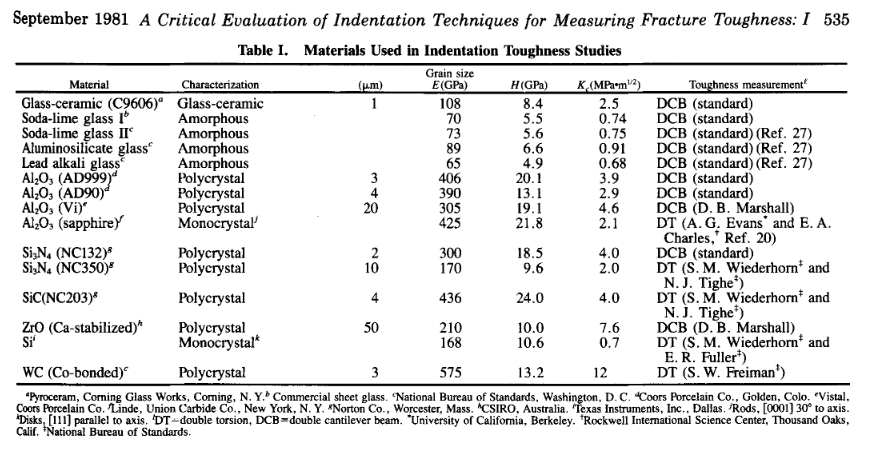 September 1981 A Critical Evaluation of Indentation Techniques for Measuring Fracture Toughness: I 535
Table I. Materials Used in Indentation Toughness Studies
Grain size
Material Characterization (μm) E(GPa) H(GPa) Kc(MPa·m1/2) Toughness measurementℓ
Glass-ceramic (C9606)a Glass-ceramic 1 108 8.4 2.5 DCB (standard)
Soda-lime glass Ib Amorphous 70 5.5 0.74 DCB (standard)
Soda-lime glass IIc Amorphous 73 5.6 0.75 DCB (standard) (Ref. 27)
Aluminosilicate glassc Amorphous 89 6.6 0.91 DCB (standard) (Ref. 27)
Lead alkali glassc Amorphous 65 4.9 0.68 DCB (standard) (Ref. 27)
Al2O3 (AD999)d Polycrystal 3 406 20.1 3.9 DCB (standard)
Al2O3 (AD90)d Polycrystal 4 390 13.1 2.9 DCB (standard)
Al2O3 (Vi)e Polycrystal 20 305 19.1 4.6 DCB (D. B. Marshall)
Al2O3 (sapphire)f Monocrystalj 425 21.8 2.1 DT (A. G. Evans* and E. A.
Charles,† Ref. 20)
Si3N4 (NC132)g Polycrystal 2 300 18.5 4.0 DCB (standard)
Si3N4 (NC350)g Polycrystal 10 170 9.6 2.0 DT (S. M. Wiederhorn‡ and
N. J. Tighe‡)
SiC(NC203)g Polycrystal 4 436 24.0 4.0 DT (S. M. Wiederhorn‡ and
N. J. Tighe‡)
ZrO (Ca-stabilized)h Polycrystal 50 210 10.0 7.6 DCB (D. B. Marshall)
Sii Monocrystalk 168 10.6 0.7 DT (S. M. Wiederhorn‡ and
E. R. Fuller‡)
WC (Co-bonded)c Polycrystal 3 575 13.2 12 DT (S. W. Freiman‡)
aPyroceram, Corning Glass Works, Corning, N. Y. bCommercial sheet glass. cNational Bureau of Standards, Washington, D. C. dCoors Porcelain Co., Golden, Colo. eVistal,
Coors Porcelain Co. fLinde, Union Carbide Co., New York, N. Y. gNorton Co., Worcester, Mass. hCSIRO, Australia. iTexas Instruments, Inc., Dallas. jRods, [0001] 30° to axis.
kDisks, [111] parallel to axis. ℓDT=double torsion, DCB=double cantilever beam. *University of California, Berkeley. †Rockwell International Science Center, Thousand Oaks,
Calif. ‡National Bureau of Standards.